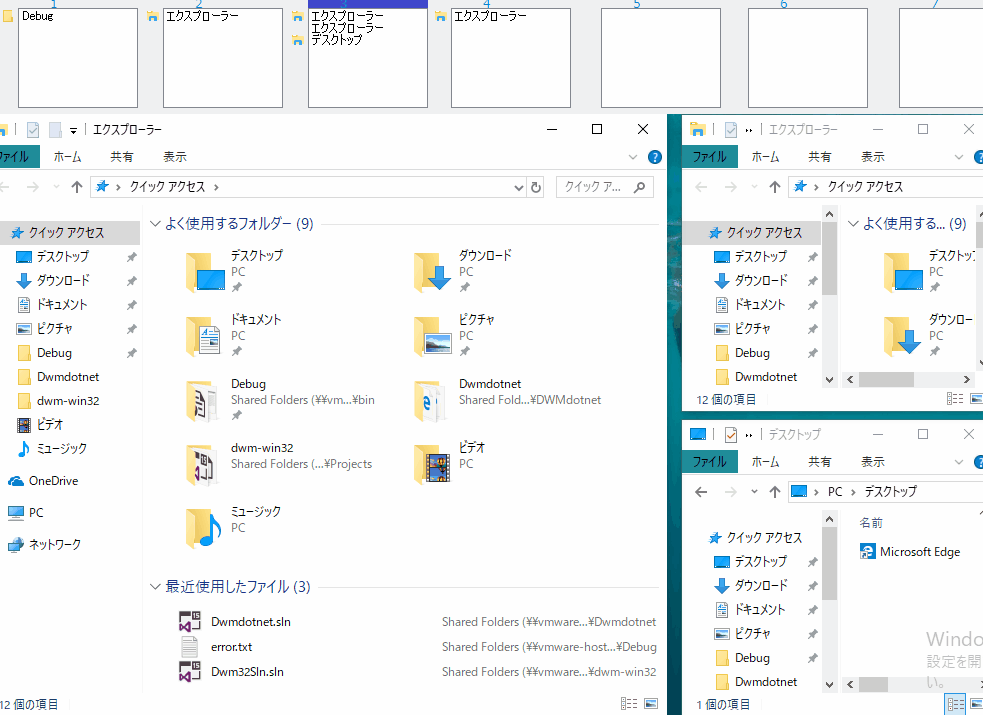 1 2 3 4 5 6 7
Debug
エクスプローラー
エクスプローラー
エクスプローラー
デスクトップ
エクスプローラー
エクスプローラー
ファイル ホーム 共有 表示
クイック アクセス
クイック ア...
クイック アクセス
デスクトップ
ダウンロード
ドキュメント
ピクチャ
Debug
Dwmdotnet
dwm-win32
ビデオ
ミュージック
OneDrive
PC
ネットワーク
よく使用するフォルダー (9)
デスクトップ
PC
ダウンロード
PC
ドキュメント
PC
ピクチャ
PC
Debug
Shared Folders (¥¥vm...¥bin
Dwmdotnet
Shared Fold...¥DWMdotnet
dwm-win32
Shared Folders (...¥Projects
ビデオ
PC
ミュージック
PC
最近使用したファイル (3)
Dwmdotnet.sln Shared Folders (¥¥vmware...¥Dwmdotnet
error.txt Shared Folders (¥¥vmware-host...¥Debug
Dwm32Sln.sln Shared Folders (¥¥vmware...¥dwm-win32
12 個の項目
エクスプローラー
ファイル ホーム 共有 表示
クイック アクセス
クイック アクセス
デスクトップ
ダウンロード
ドキュメント
ピクチャ
Debug
Dwmdotnet
よく使用する... (9)
デスクトッ
PC
ダウンロー
PC
12 個の項目
デスクトップ
ファイル ホーム 共有 表示
PC デスクトップ
クイック アクセス
デスクトップ
ダウンロード
ドキュメント
ピクチャ
Debug
Dwmdotnet
名前
Microsoft Edge
Windo
設定を開
い。
1 個の項目